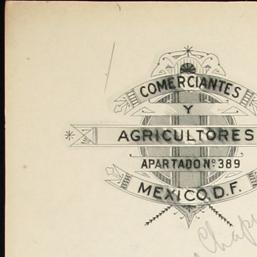 COMERCIANTES
Y
AGRICULTORES
APARTADO Nº 389
MEXICO, D.F.